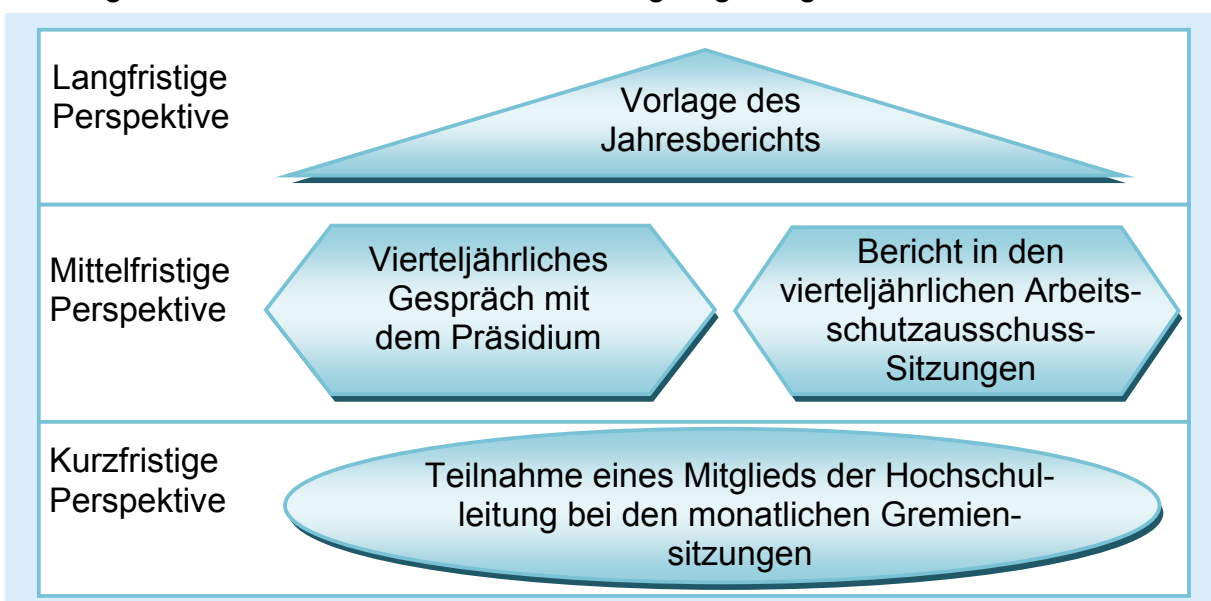 Langfristige
Perspektive
Vorlage des
Jahresberichts
Mittelfristige
Perspektive
Vierteljährliches
Gespräch mit
dem Präsidium
Bericht in den
vierteljährlichen Arbeits-
schutzausschuss-
Sitzungen
Kurzfristige
Perspektive
Teilnahme eines Mitglieds der Hochschul-
leitung bei den monatlichen Gremien-
sitzungen